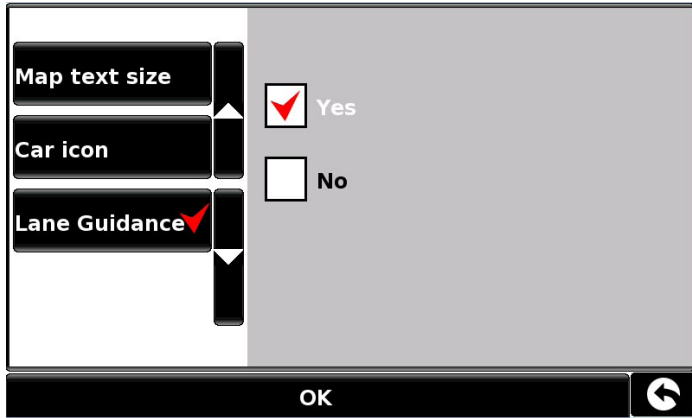 Map text size
Car icon
Lane Guidance
Yes
No
OK